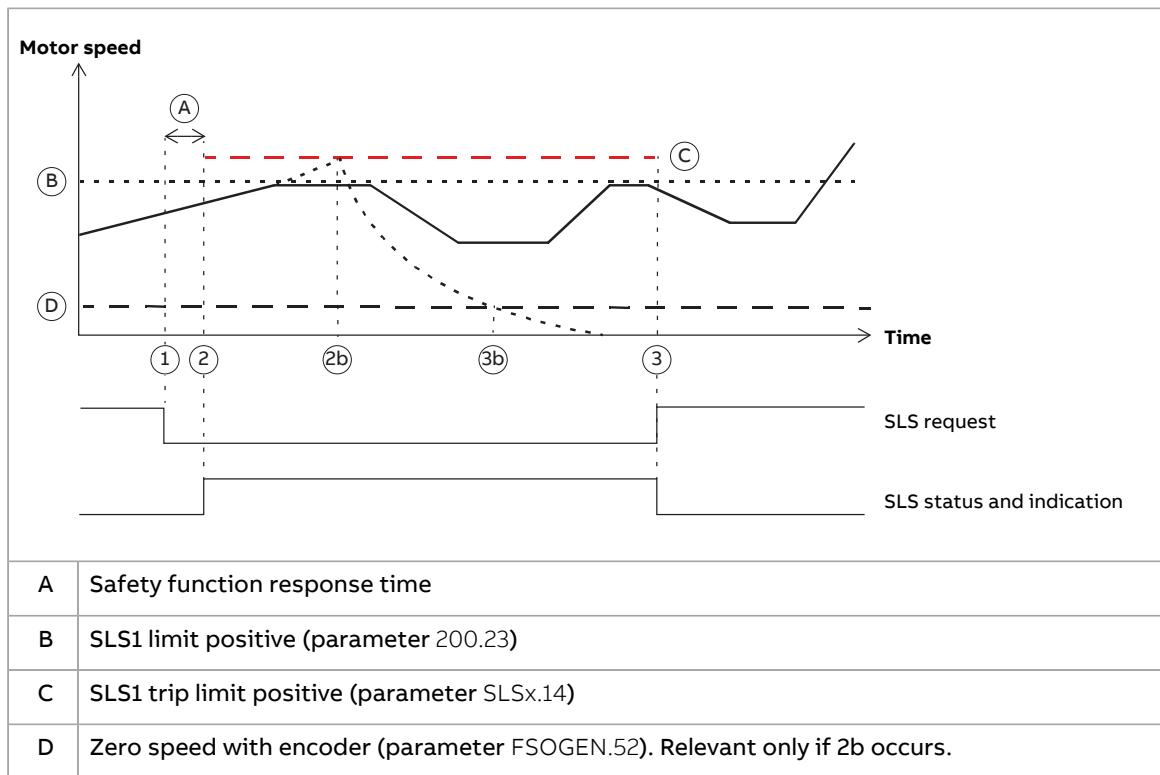 Motor speed
A
C
B
D
Time
1 2 2b 3b 3
SLS request
SLS status and indication
A Safety function response time
B SLS1 limit positive (parameter 200.23)
C SLS1 trip limit positive (parameter SLSx.14)
D Zero speed with encoder (parameter FSOGEN.52). Relevant only if 2b occurs.